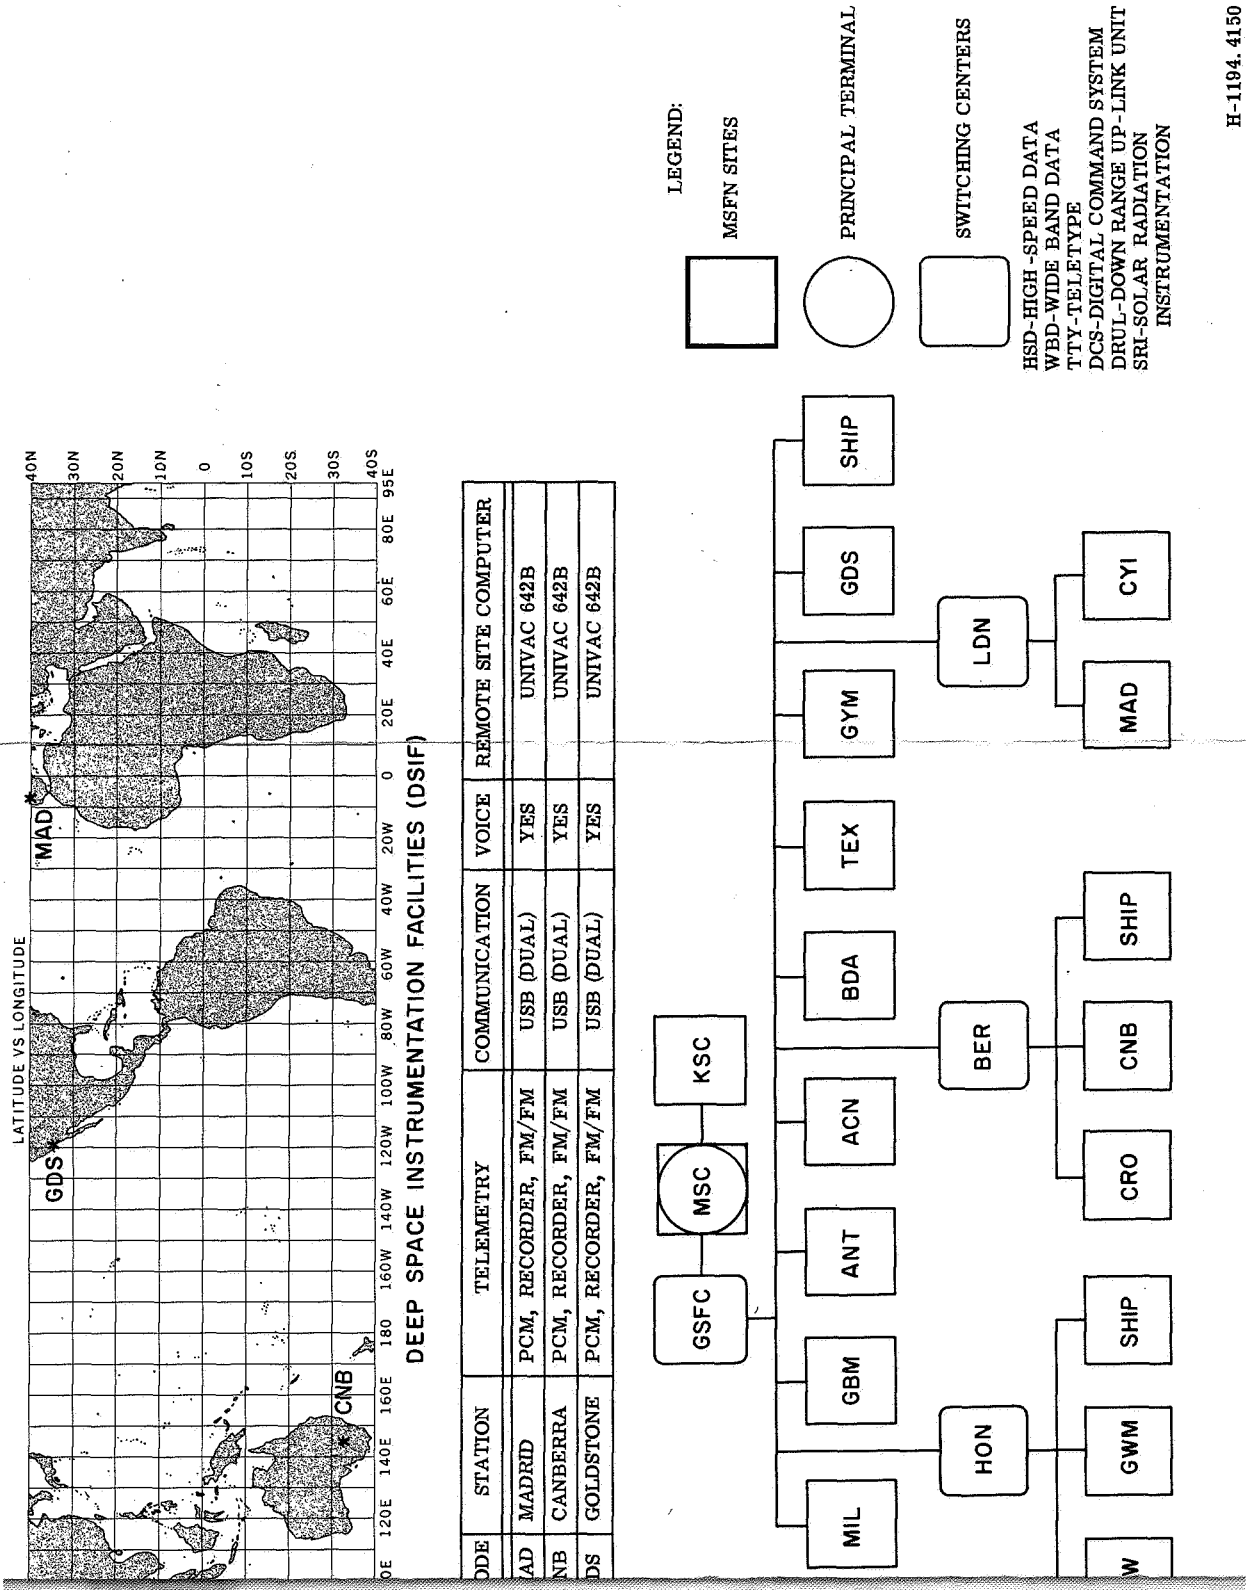 LATITUDE VS LONGITUDE
40N
30N
20N
10N
0
10S
20S
30S
40S
GDS
MAD
CNB
0E 120E 140E 160E 180 160W 140W 120W 100W 80W 60W 40W 20W 0 20E 40E 60E 80E 95E
DEEP SPACE INSTRUMENTATION FACILITIES (DSIF)
ODE STATION TELEMETRY COMMUNICATION VOICE REMOTE SITE COMPUTER
AD MADRID PCM, RECORDER, FM/FM USB (DUAL) YES UNIVAC 642B
NB CANBERRA PCM, RECORDER, FM/FM USB (DUAL) YES UNIVAC 642B
DS GOLDSTONE PCM, RECORDER, FM/FM USB (DUAL) YES UNIVAC 642B
GSFC MSC KSC
MIL GBM ANT ACN BDA TEX GYM GDS SHIP
HON BER LDN
W GWM SHIP CRO CNB SHIP MAD CYI
LEGEND:
MSFN SITES
PRINCIPAL TERMINAL
SWITCHING CENTERS
HSD-HIGH -SPEED DATA
WBD-WIDE BAND DATA
TTY-TELETYPE
DCS-DIGITAL COMMAND SYSTEM
DRUL-DOWN RANGE UP-LINK UNIT
SRI-SOLAR RADIATION
INSTRUMENTATION
H-1194. 4150